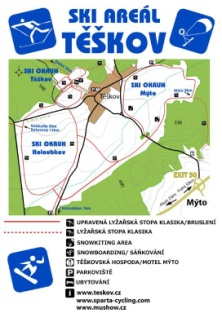 SKI AREÁL
TĚŠKOV
SKI OKRUH
Těškov
SKI OKRUH
Mýto
Těškov
SKI OKRUH
Holoubkov
EXIT 50
Mýto
UPRAVENÁ LYŽAŘSKÁ STOPA KLASIKA/BRUSLENÍ
LYŽAŘSKÁ STOPA KLASIKA
SNOWKITING AREA
SNOWBOARDING/ SÁŇKOVÁNÍ
TĚŠKOVSKÁ HOSPODA/MOTEL MÝTO
PARKOVIŠTĚ
UBYTOVÁNÍ
www.teskov.cz
www.sparta-cycling.com
www.mushow.cz